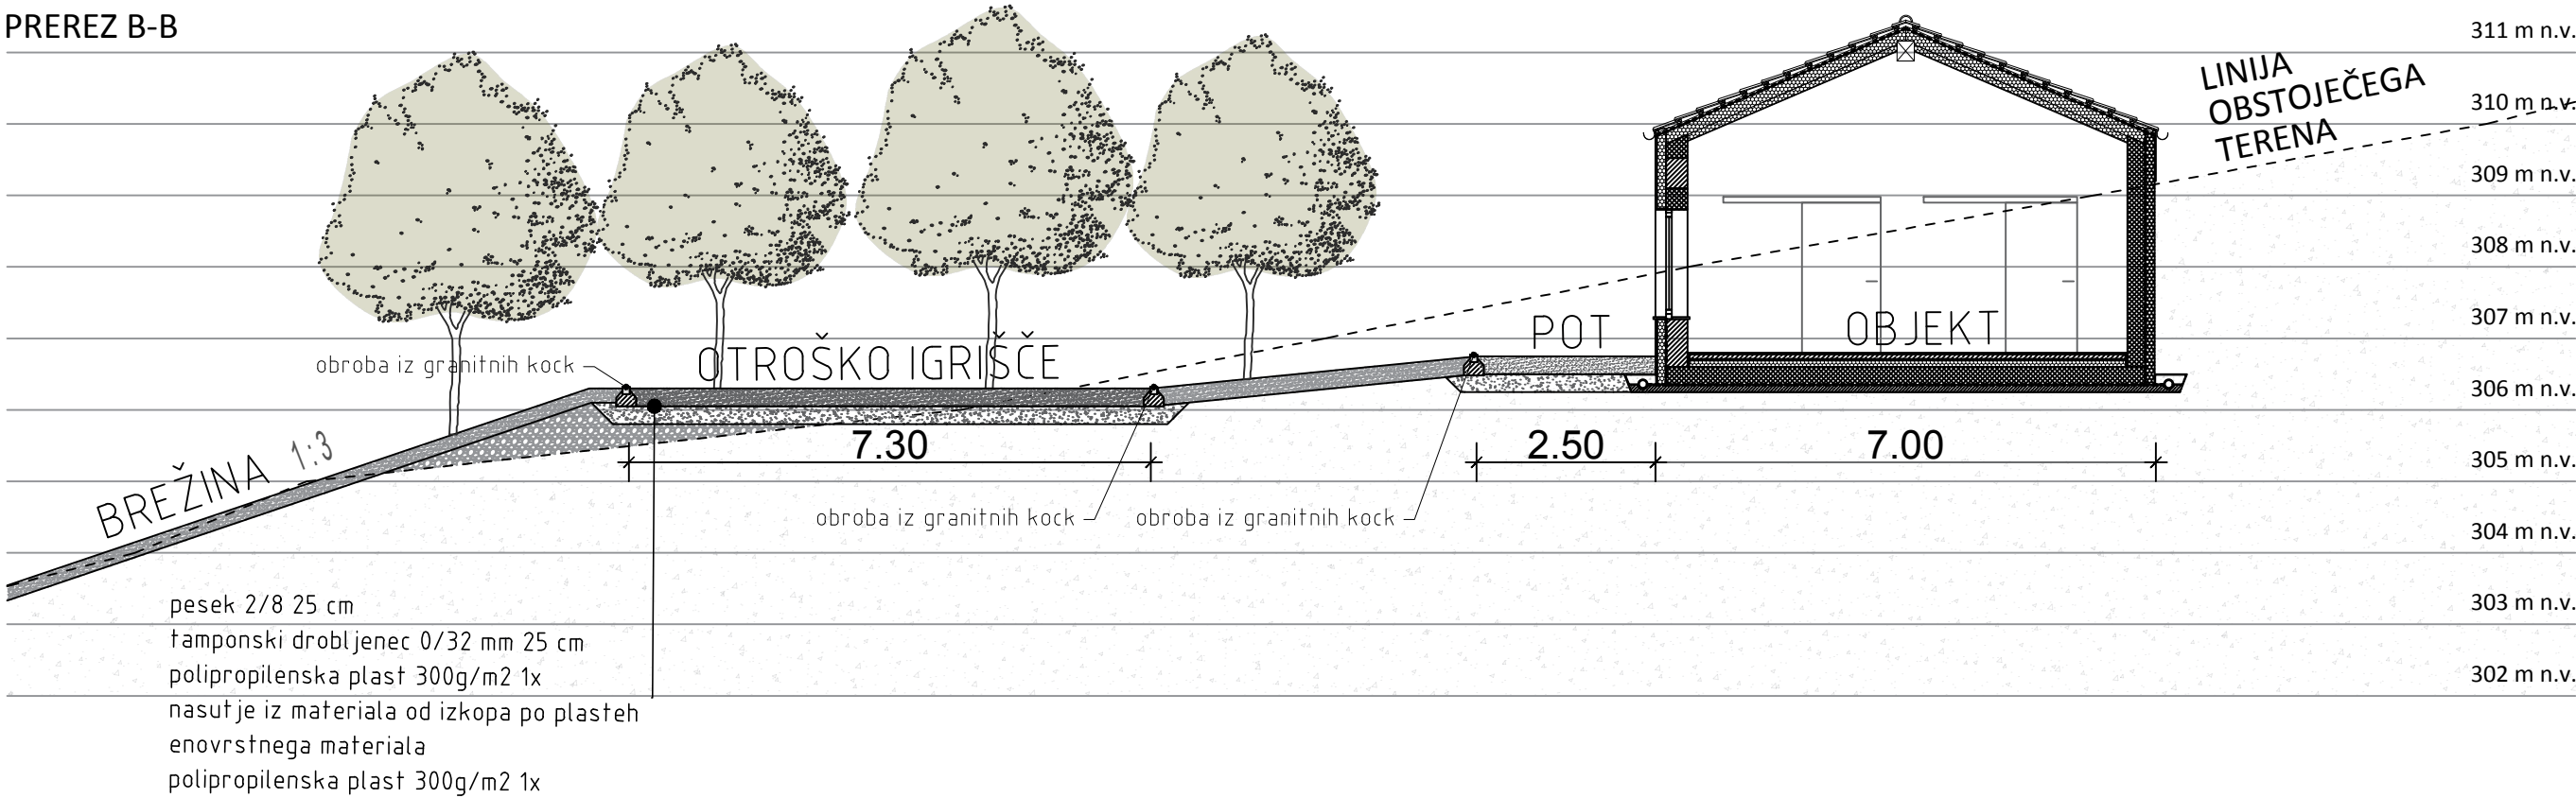 PREREZ B-B
311 m n.v.
LINIJA
OBSTOJEČEGA
TERENA
310 m n.v.
309 m n.v.
308 m n.v.
307 m n.v.
POT
OBJEKT
obroba iz granitnih kock
OTROŠKO IGRIŠČE
306 m n.v.
BREŽINA 1:3
7.30
2.50
7.00
305 m n.v.
obroba iz granitnih kock
obroba iz granitnih kock
304 m n.v.
303 m n.v.
302 m n.v.
pesek 2/8 25 cm
tamponski drobljenec 0/32 mm 25 cm
polipropilenska plast 300g/m2 1x
nasutje iz materiala od izkopa po plasteh
enovrstnega materiala
polipropilenska plast 300g/m2 1x